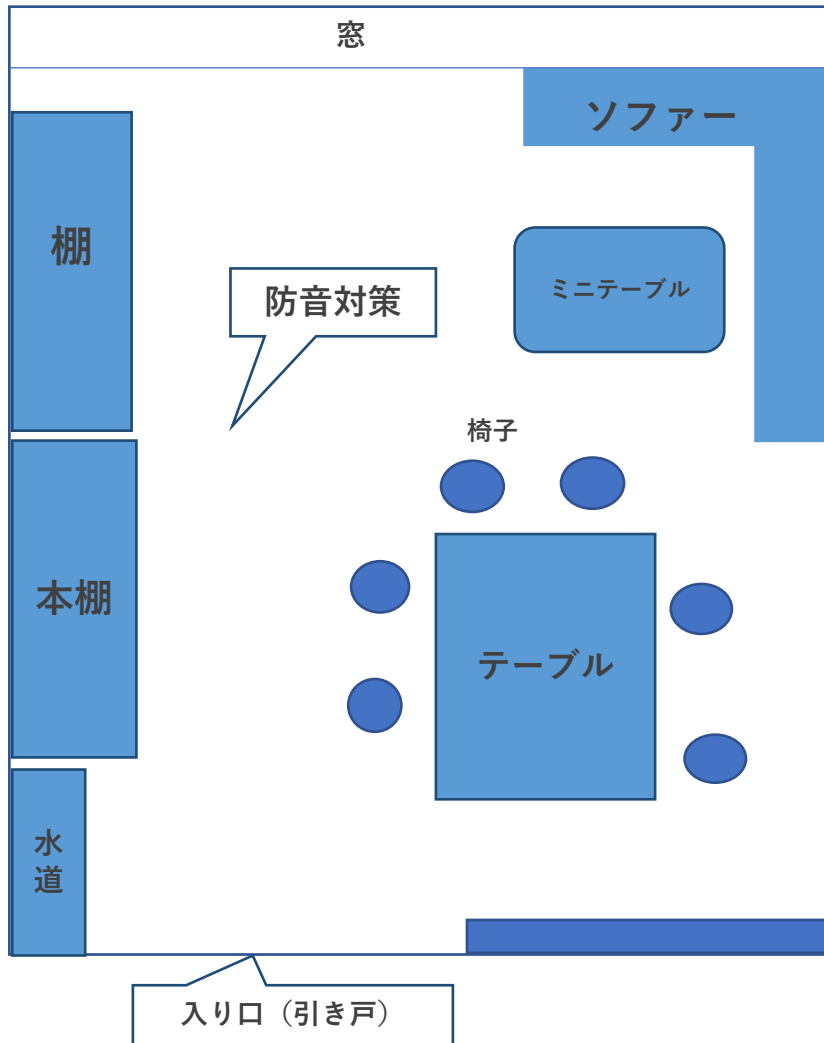 窓
ソファー
棚
防音対策
ミニテーブル
椅子
本棚
テーブル
水
道
入り口（引き戸）